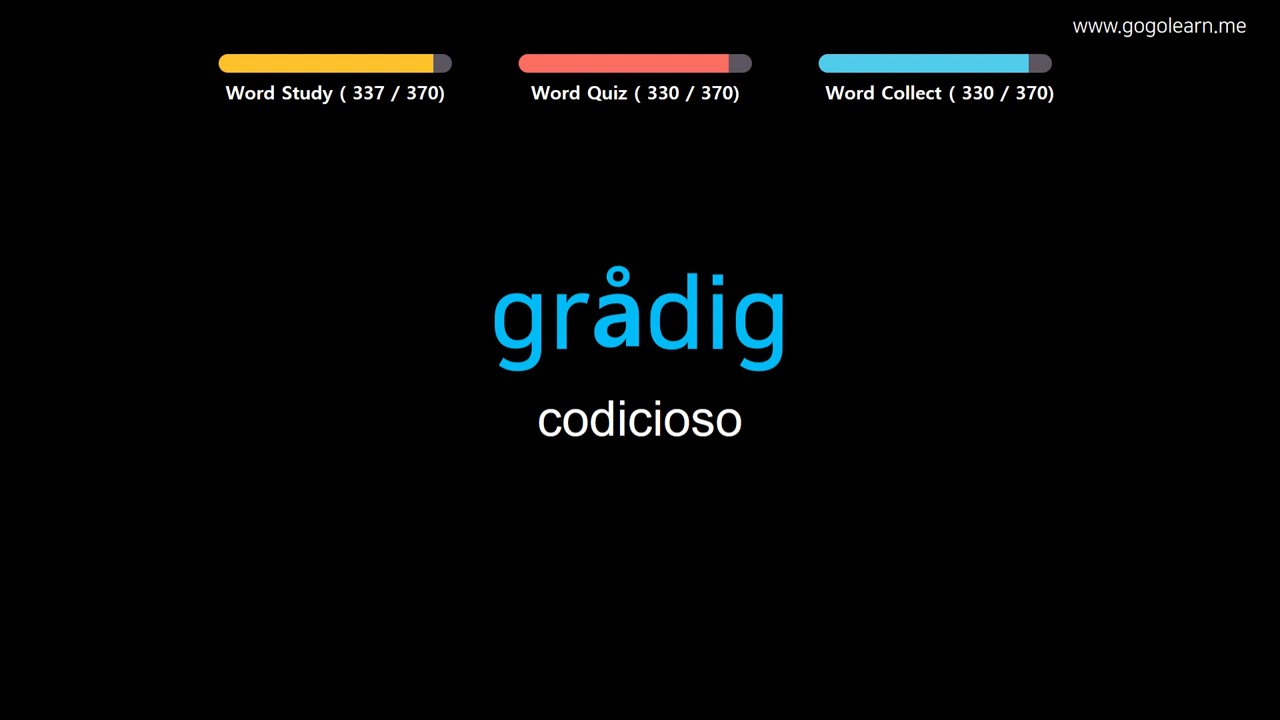 www.gogolearn.me
Word Study ( 337 / 370)
Word Quiz ( 330 / 370)
Word Collect ( 330 / 370)
grådig
codicioso